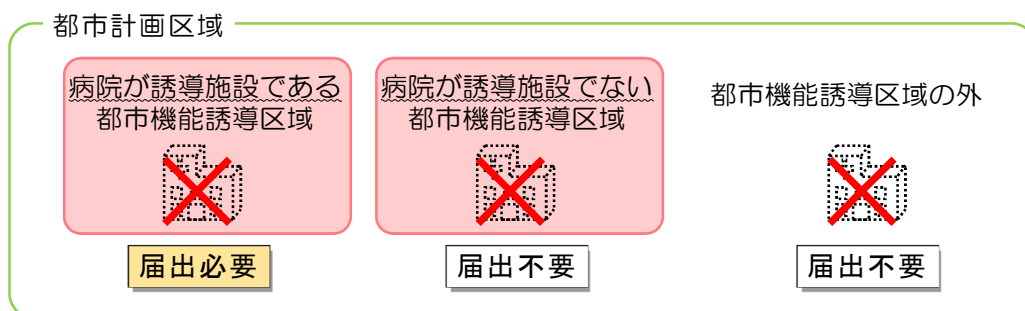 都市計画区域
病院が誘導施設である
都市機能誘導区域
届出必要
病院が誘導施設でない
都市機能誘導区域
届出不要
都市機能誘導区域の外
届出不要